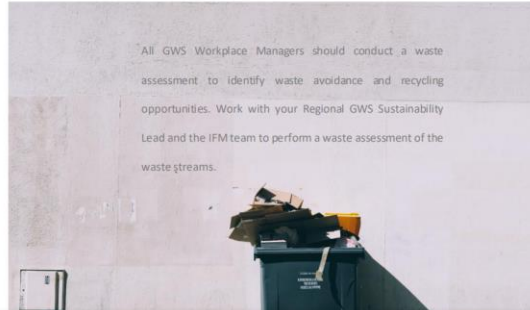 All GWS Workplace Managers should conduct a waste
assessment to identify waste avoidance and recycling
opportunities. Work with your Regional GWS Sustainability
Lead and the IFM team to perform a waste assessment of the
waste streams.